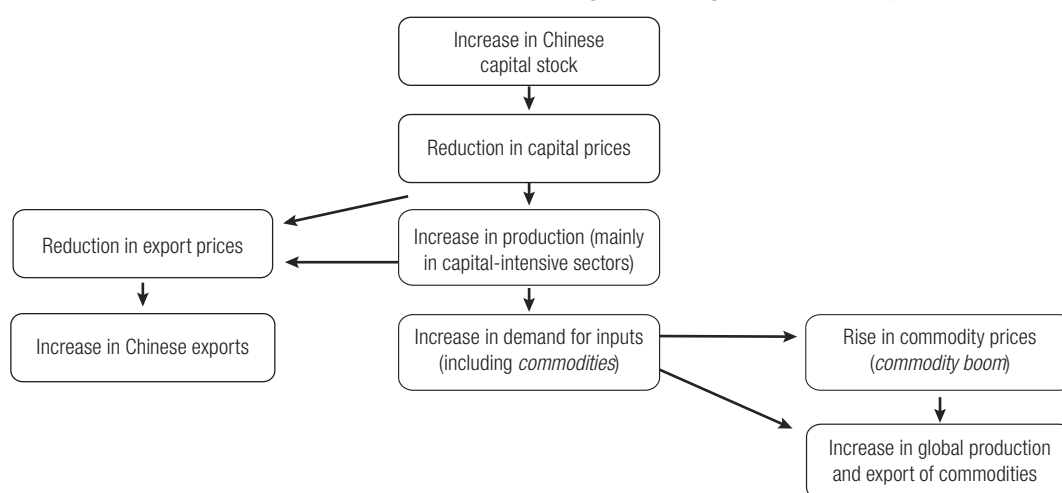 Increase in Chinese
capital stock
Reduction in capital prices
Reduction in export prices
Increase in production (mainly
in capital-intensive sectors)
Increase in Chinese exports
Increase in demand for inputs
(including commodities)
Rise in commodity prices
(commodity boom)
Increase in global production
and export of commodities